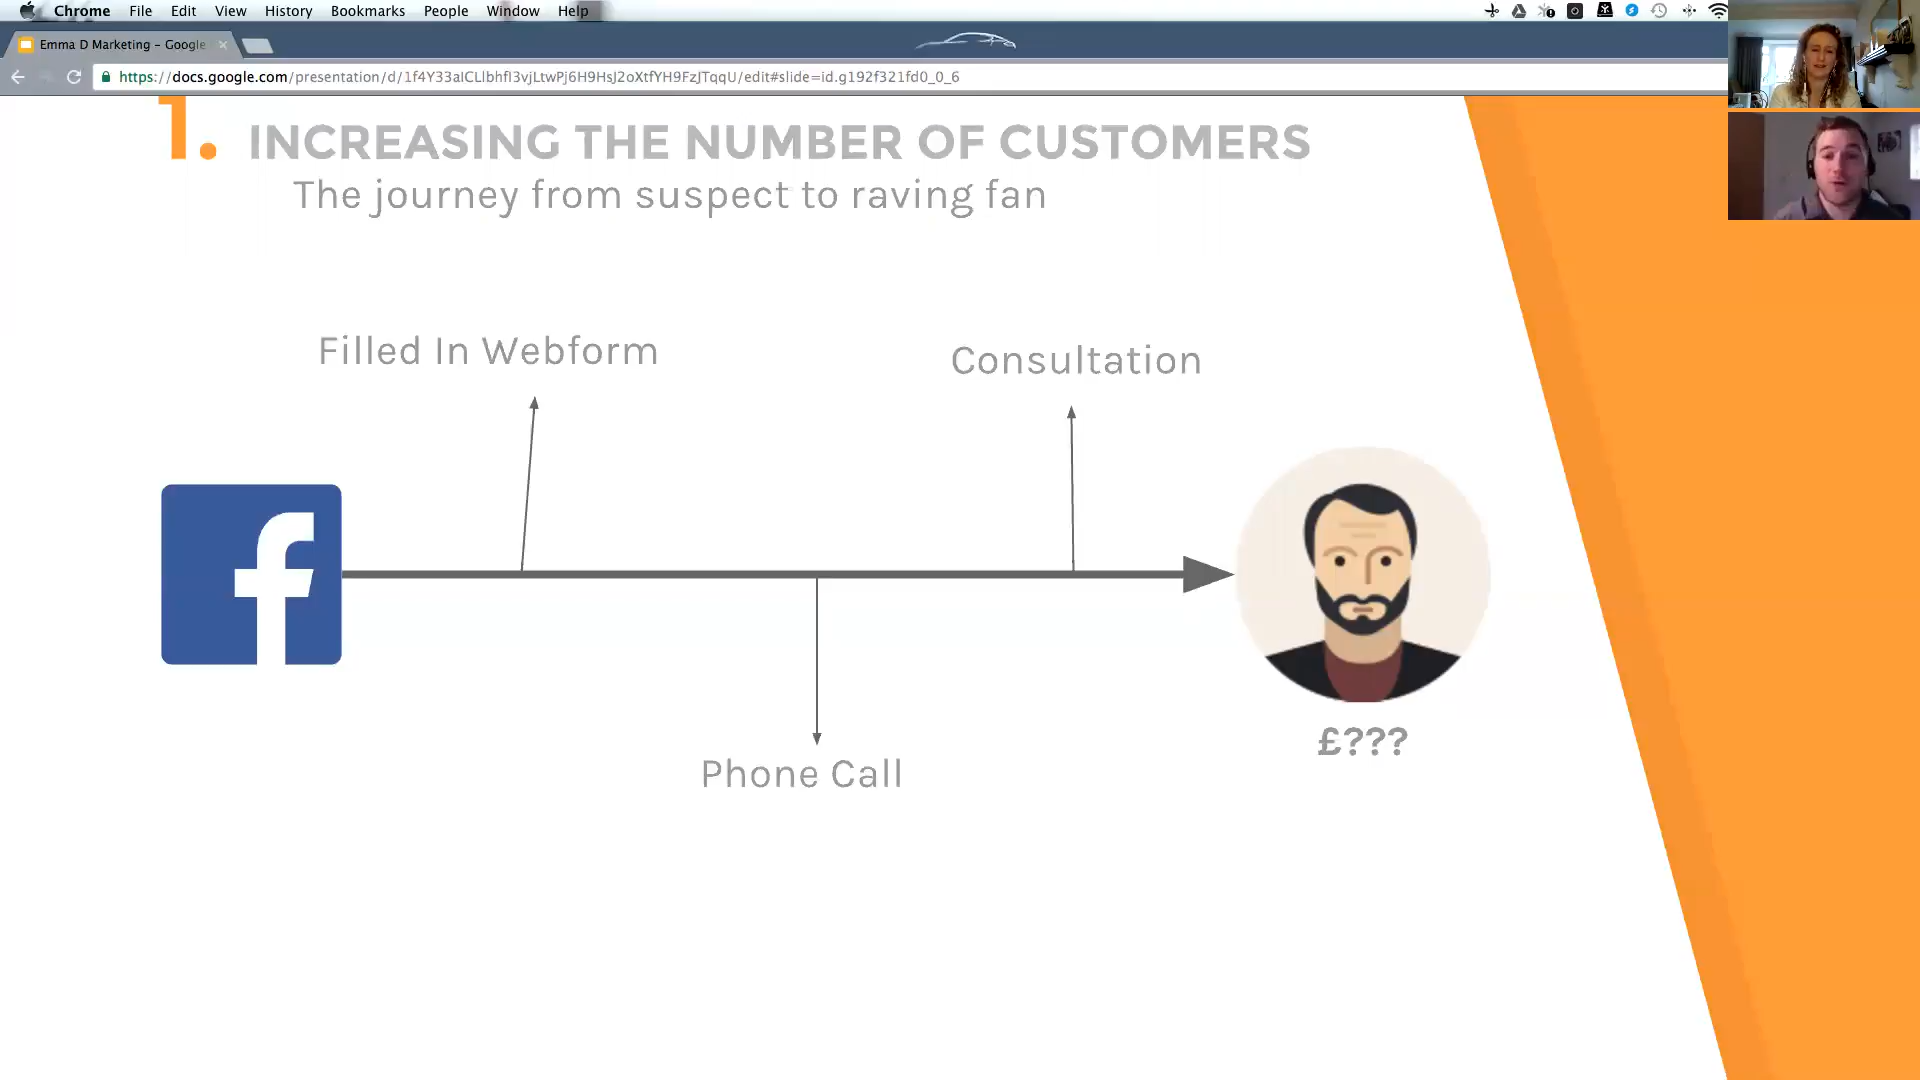 Chrome File Edit View History Bookmarks People Window Help
Emma D Marketing - Google
https://docs.google.com/presentation/d/1f4Y33aICLlbhfI3vjLtwPj6H9HsJ2oXtfYH9FzJTqqU/edit#slide=id.g192f321fd0_0_6
1. INCREASING THE NUMBER OF CUSTOMERS
The journey from suspect to raving fan
Filled In Webform
Consultation
Phone Call
£???